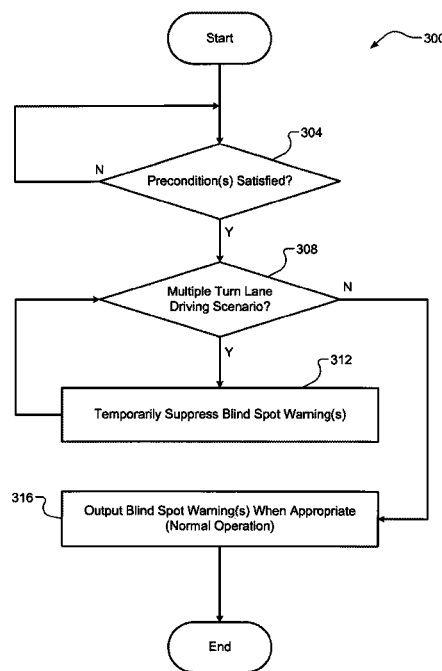 Start
300
304
N
Precondition(s) Satisfied?
Y
308
Multiple Turn Lane
Driving Scenario?
N
Y
312
Temporarily Suppress Blind Spot Warning(s)
316
Output Blind Spot Warning(s) When Appropriate
(Normal Operation)
End